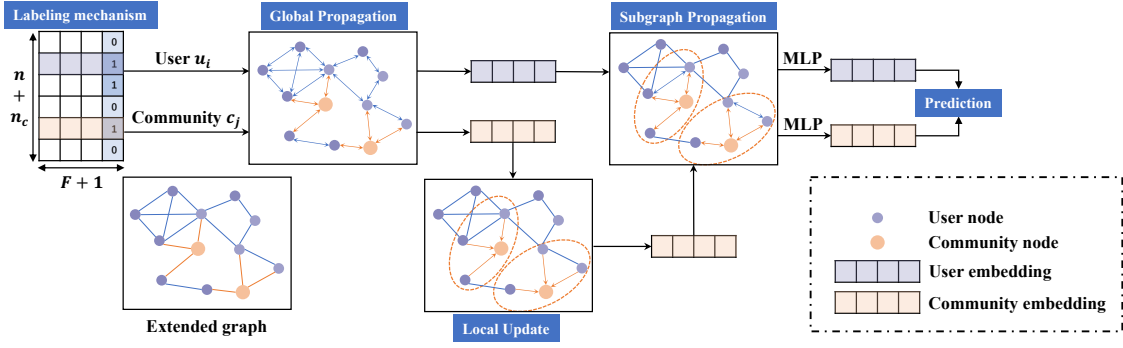 Labeling mechanism
Global Propagation
Subgraph Propagation
0
1
1
0
1
0
n
+
n_c
F + 1
User u_i
Community c_j
MLP
MLP
Prediction
Extended graph
Local Update
User node
Community node
User embedding
Community embedding